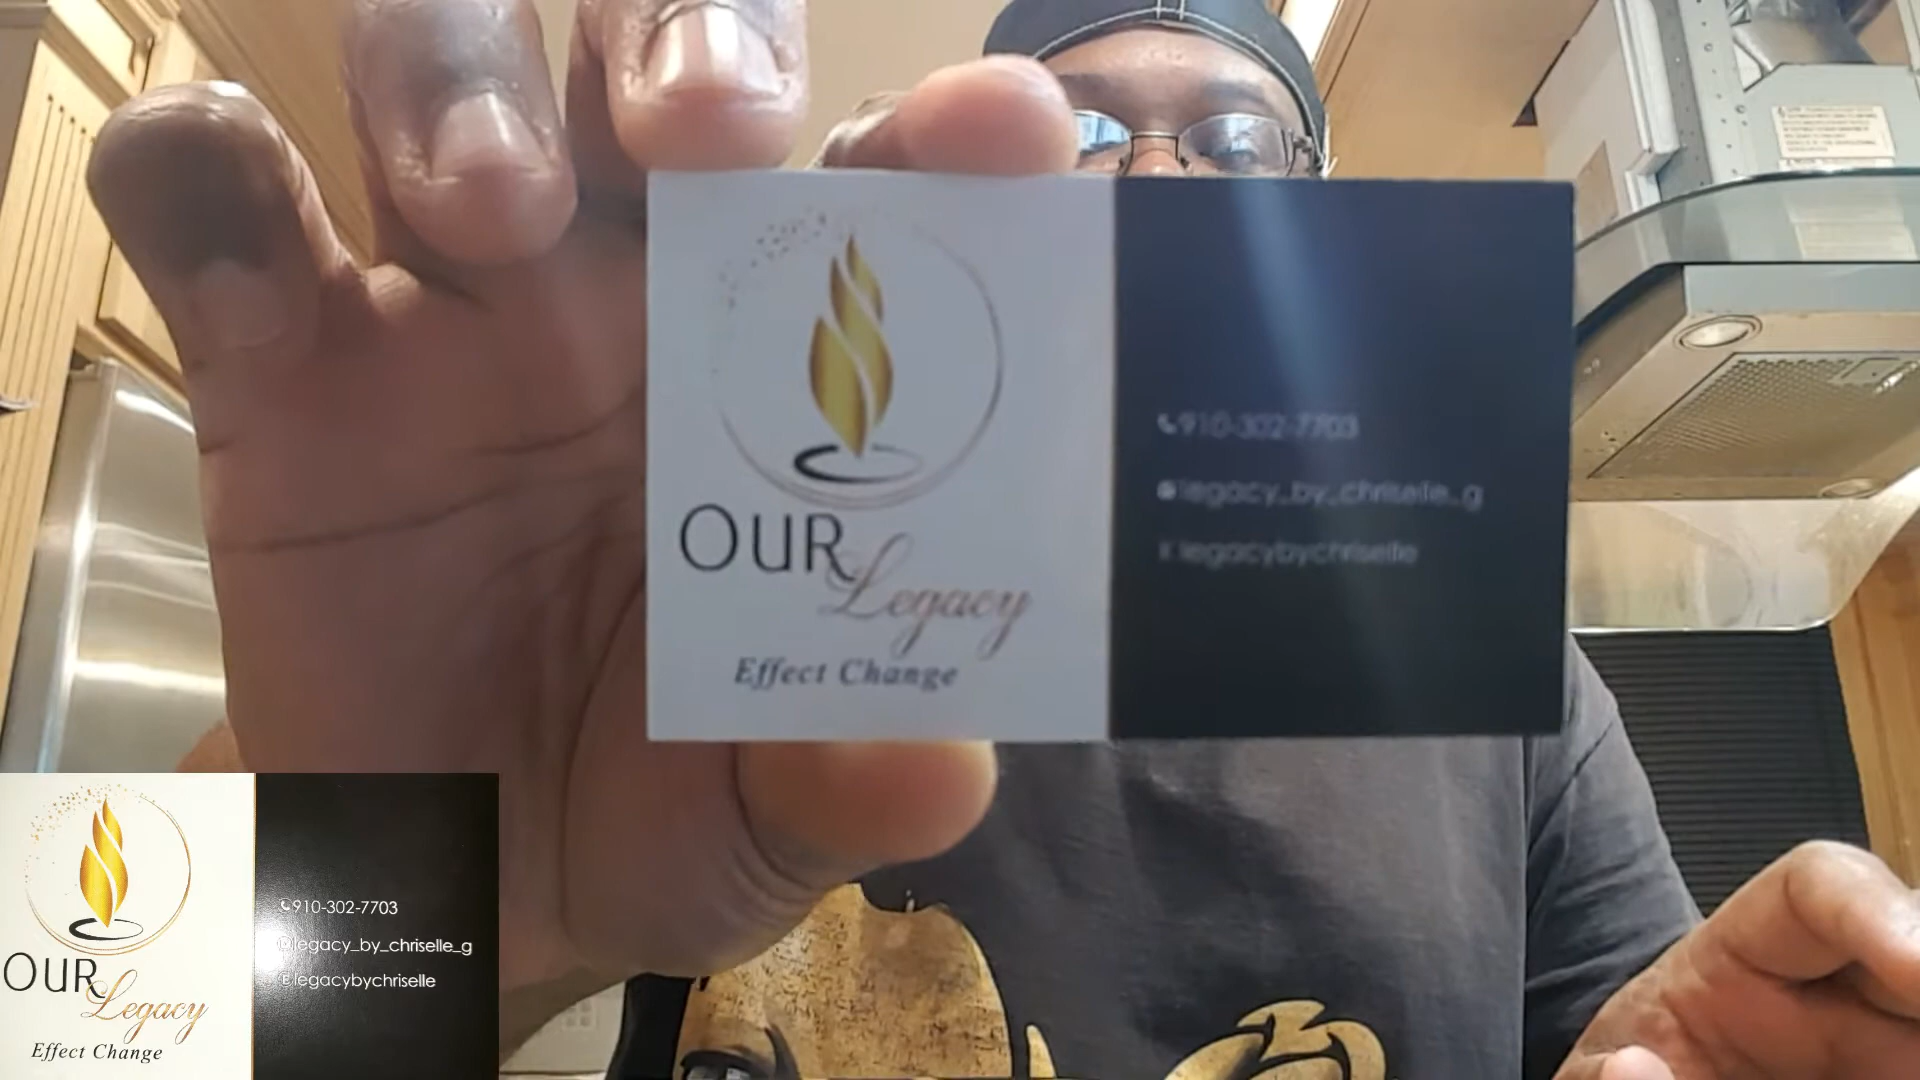 OUR
Legacy
Effect Change
910-302-7703
legacy_by_chriselle_g
legacybychriselle
OUR
Legacy
Effect Change
910-302-7703
legacy_by_chriselle_g
legacybychriselle